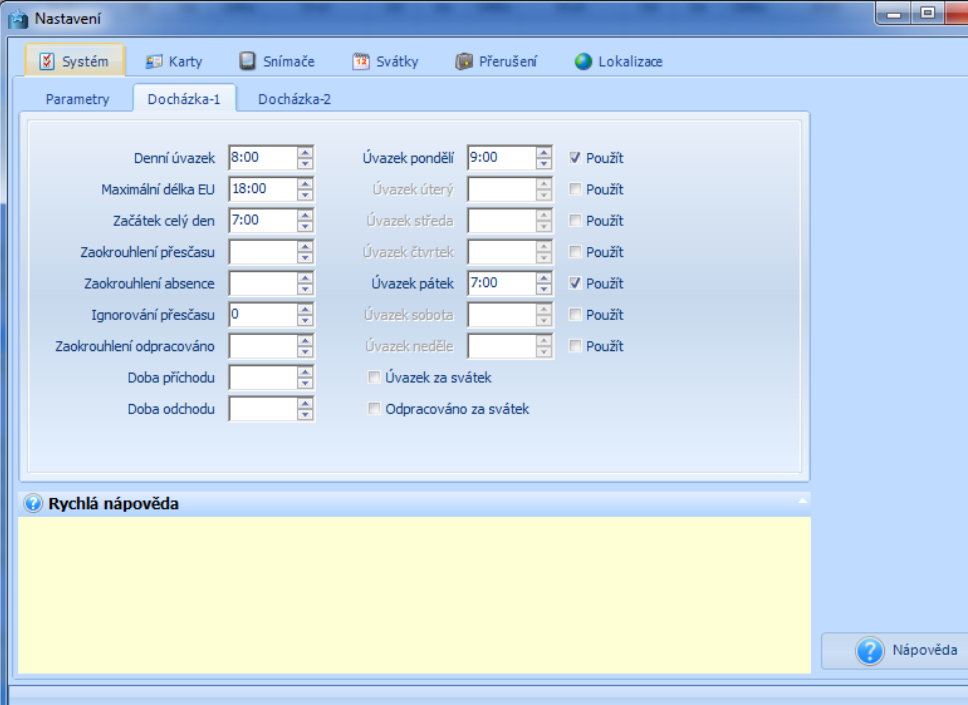 Nastavení
Systém Karty Snímače 12 Svátky Přerušení Lokalizace
Parametry Docházka-1 Docházka-2
Denní úvazek 8:00 Úvazek pondělí 9:00 Použít
Maximální délka EU 18:00 Úvazek úterý Použít
Začátek celý den 7:00 Úvazek středa Použít
Zaokrouhlení přesčasu Úvazek čtvrtek Použít
Zaokrouhlení absence Úvazek pátek 7:00 Použít
Ignorování přesčasu 0 Úvazek sobota Použít
Zaokrouhlení odpracováno Úvazek neděle Použít
Doba příchodu Úvazek za svátek
Doba odchodu Odpracováno za svátek
? Rychlá nápověda
? Nápověda